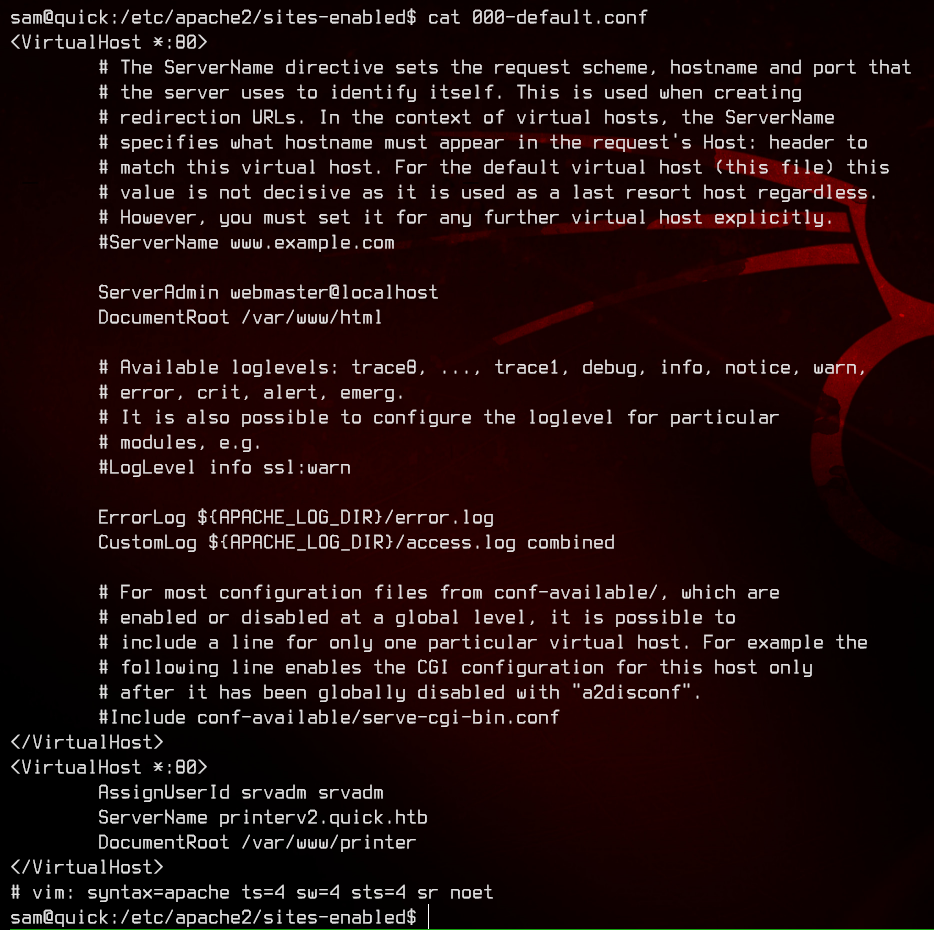 sam@quick:/etc/apache2/sites-enabled$ cat 000-default.conf
<VirtualHost *:80>
        # The ServerName directive sets the request scheme, hostname and port that
        # the server uses to identify itself. This is used when creating
        # redirection URLs. In the context of virtual hosts, the ServerName
        # specifies what hostname must appear in the request's Host: header to
        # match this virtual host. For the default virtual host (this file) this
        # value is not decisive as it is used as a last resort host regardless.
        # However, you must set it for any further virtual host explicitly.
        #ServerName www.example.com

        ServerAdmin webmaster@localhost
        DocumentRoot /var/www/html

        # Available loglevels: trace8, ..., trace1, debug, info, notice, warn,
        # error, crit, alert, emerg.
        # It is also possible to configure the loglevel for particular
        # modules, e.g.
        #LogLevel info ssl:warn

        ErrorLog ${APACHE_LOG_DIR}/error.log
        CustomLog ${APACHE_LOG_DIR}/access.log combined

        # For most configuration files from conf-available/, which are
        # enabled or disabled at a global level, it is possible to
        # include a line for only one particular virtual host. For example the
        # following line enables the CGI configuration for this host only
        # after it has been globally disabled with "a2disconf".
        #Include conf-available/serve-cgi-bin.conf
</VirtualHost>
<VirtualHost *:80>
        AssignUserId srvadm srvadm
        ServerName printerv2.quick.htb
        DocumentRoot /var/www/printer
</VirtualHost>
# vim: syntax=apache ts=4 sw=4 sts=4 sr noet
sam@quick:/etc/apache2/sites-enabled$